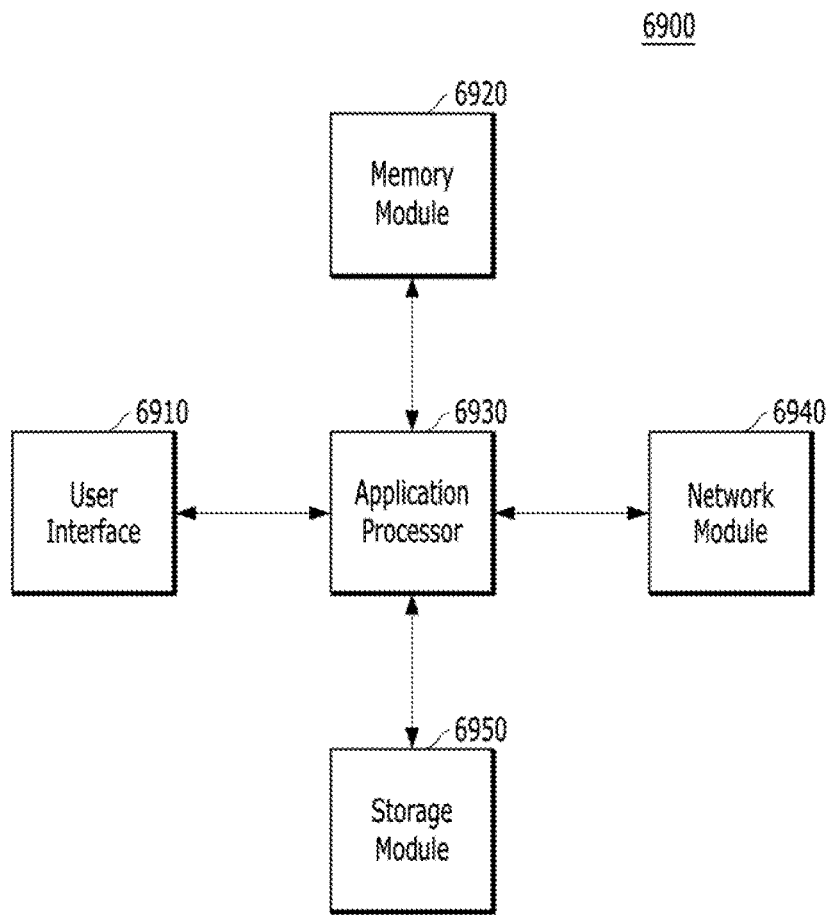 6900
6920
Memory
Module
6910
6930
6940
User
Interface
Application
Processor
Network
Module
6950
Storage
Module